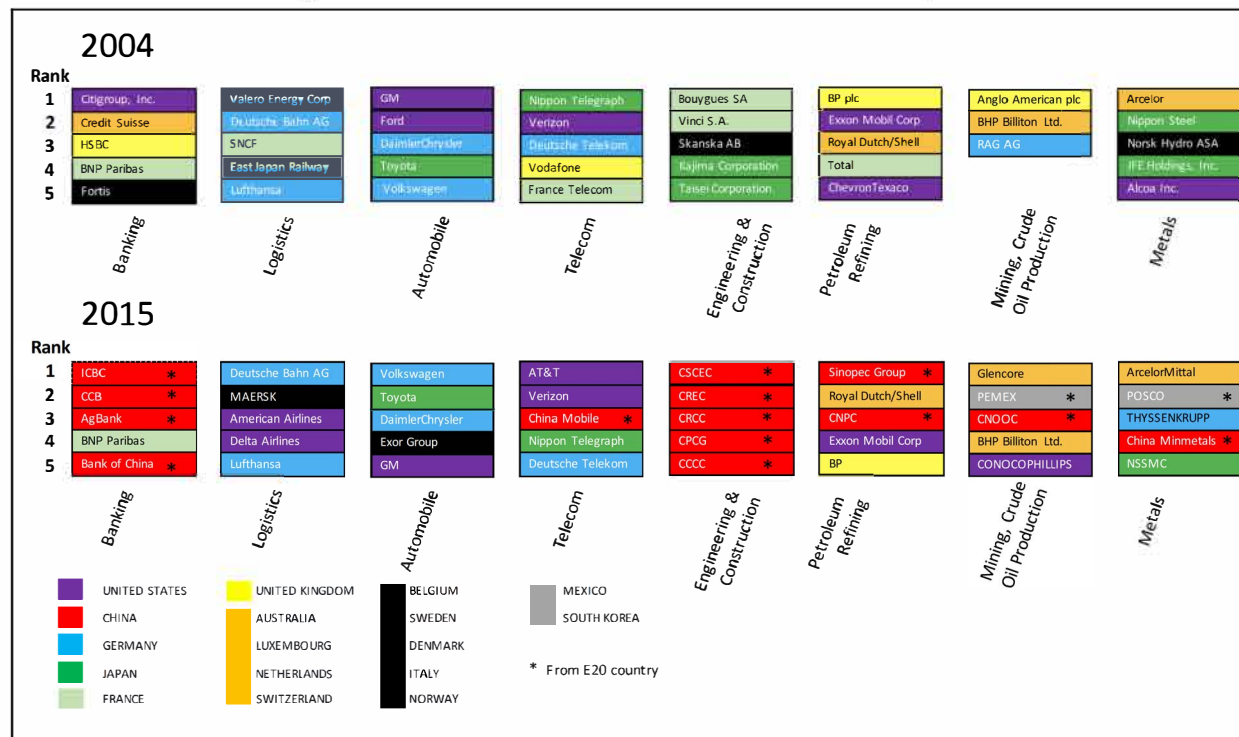 2004
Rank
1 Citigroup, Inc. Valero Energy Corp GM Nippon Telegraph Bouygues SA BP plc Anglo American plc Arcelor
2 Credit Suisse Deutsche Bahn AG Ford Verizon Vinci S.A. Exxon Mobil Corp BHP Billiton Ltd. Nippon Steel
3 HSBC SNCF DaimlerChrysler Deutsche Telekom Skanska AB Royal Dutch/Shell RAG AG Norsk Hydro ASA
4 BNP Paribas East Japan Railway Toyota Vodafone Corporation Total Holdings, Inc.
5 Fortis Lufthansa Volkswagen France Telecom Taisei Corporation ChevronTexaco Alcoa Inc.
Banking
Logistics
Automobile
Telecom
Engineering &
Construction
Petroleum
Refining
Mining, Crude
Oil Production
Metals
2015
Rank
1 ICBC * Deutsche Bahn AG Volkswagen AT&T CSCEC * Sinopec Group * Glencore ArcelorMittal
2 CCB * MAERSK Toyota Verizon CREC * Royal Dutch/Shell PEMEX * POSCO *
3 AgBank * American Airlines DaimlerChrysler China Mobile * CRCC * CNPC * CNOOC * THYSSENKRUPP
4 BNP Paribas Delta Airlines Exor Group Nippon Telegraph CPCG * Exxon Mobil Corp BHP Billiton Ltd. China Minmetals *
5 Bank of China * Lufthansa GM Deutsche Telekom CCCC * BP CONOCOPHILLIPS NSSMC
Banking
Logistics
Automobile
Telecom
Engineering &
Construction
Petroleum
Refining
Mining, Crude
Oil Production
Metals
UNITED STATES UNITED KINGDOM BELGIUM MEXICO
CHINA AUSTRALIA SWEDEN SOUTH KOREA
GERMANY LUXEMBOURG DENMARK
JAPAN NETHERLANDS ITALY * From E20 country
FRANCE SWITZERLAND NORWAY